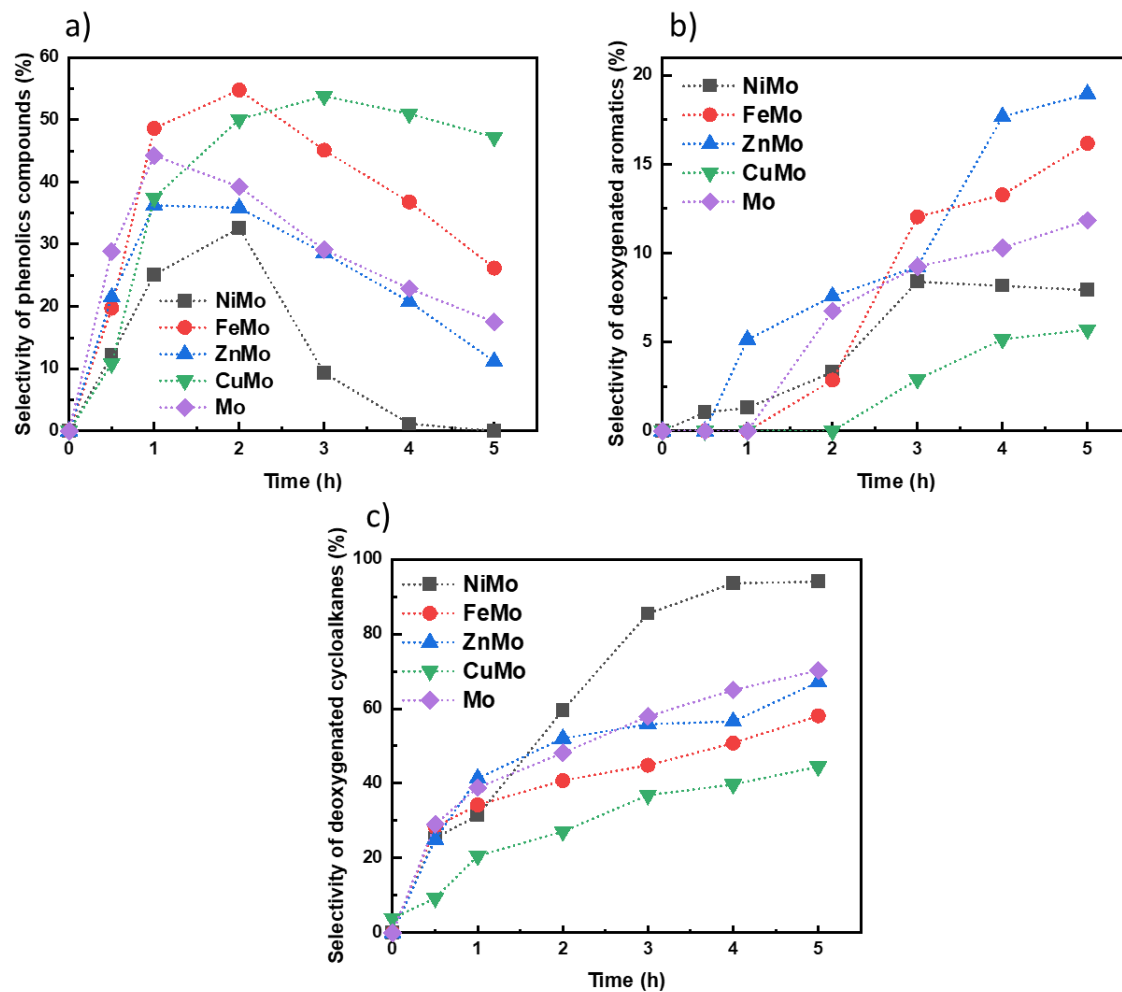 a)
Selectivity of phenolics compounds (%)
60
50
40
30
20
10
0
NiMo
FeMo
ZnMo
CuMo
Mo
0 1 2 3 4 5
Time (h)
b)
Selectivity of deoxygenated aromatics (%)
20
15
10
5
0
NiMo
FeMo
ZnMo
CuMo
Mo
0 1 2 3 4 5
Time (h)
c)
Selectivity of deoxygenated cycloalkanes (%)
100
80
60
40
20
0
NiMo
FeMo
ZnMo
CuMo
Mo
0 1 2 3 4 5
Time (h)